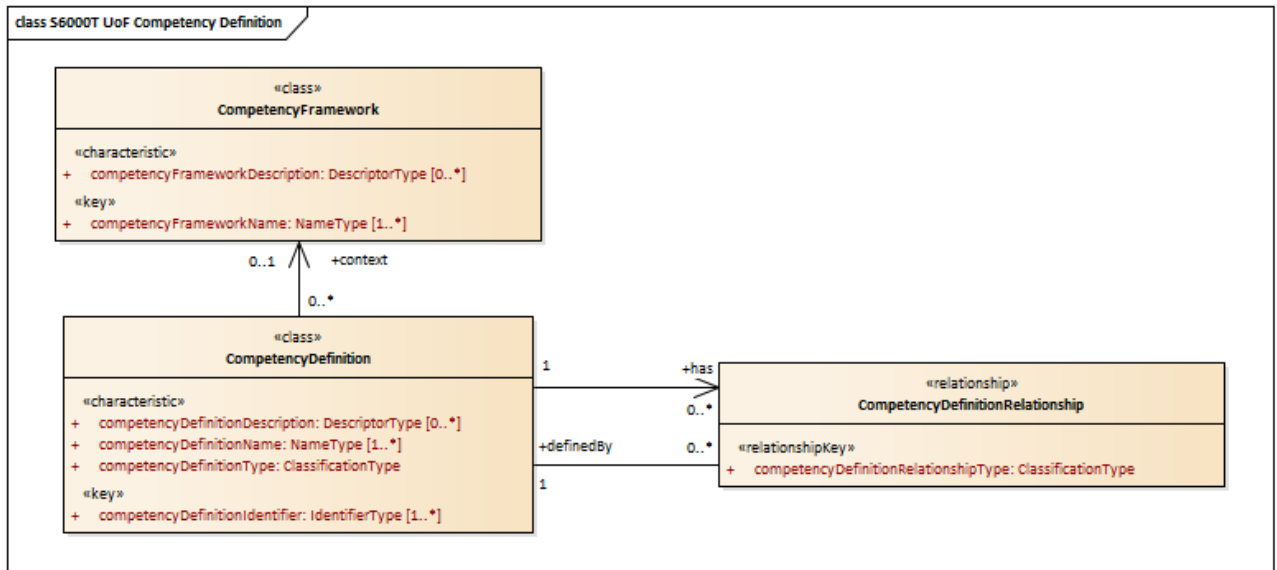 class S6000T UoF Competency Definition
«class»
CompetencyFramework
«characteristic»
+ competencyFrameworkDescription: DescriptorType [0..*]
«key»
+ competencyFrameworkName: NameType [1..*]
0..1
+context
0..*
«class»
CompetencyDefinition
«characteristic»
+ competencyDefinitionDescription: DescriptorType [0..*]
+ competencyDefinitionName: NameType [1..*]
+ competencyDefinitionType: ClassificationType
«key»
+ competencyDefinitionIdentifier: IdentifierType [1..*]
1
+has
0..*
+definedBy
0..*
1
«relationship»
CompetencyDefinitionRelationship
«relationshipKey»
+ competencyDefinitionRelationshipType: ClassificationType